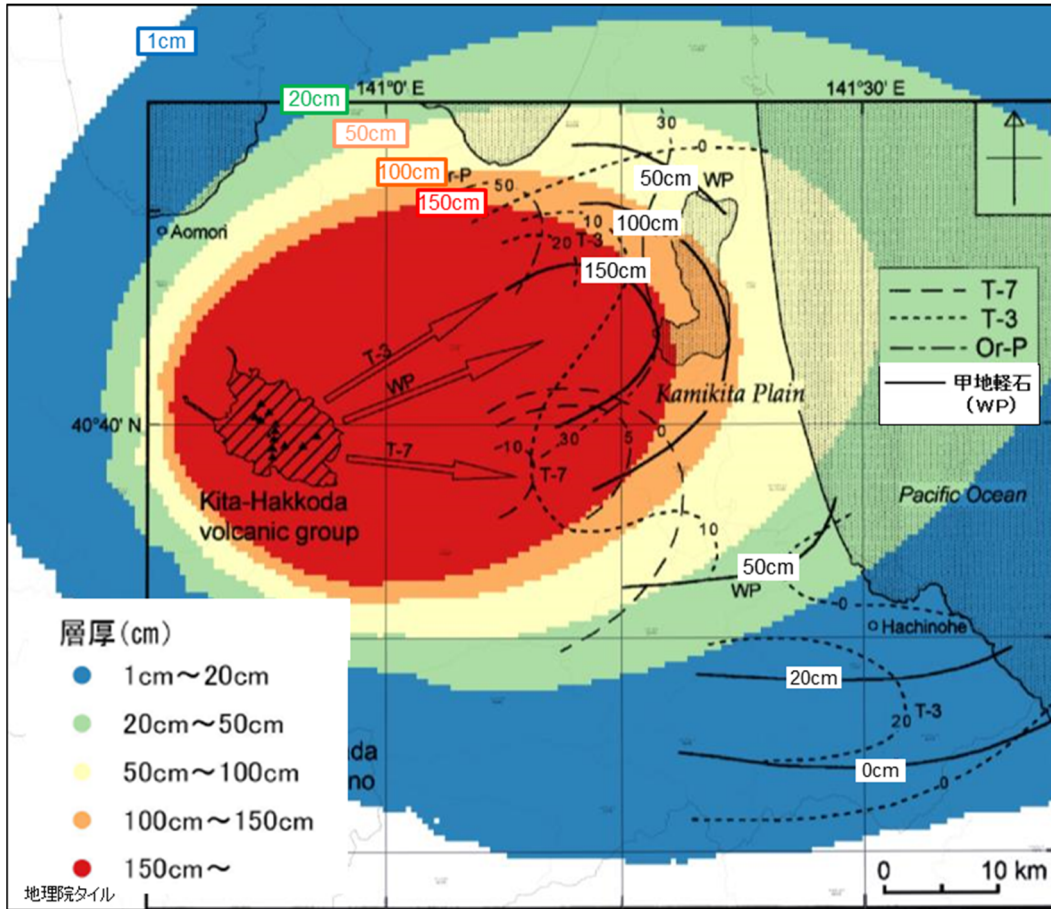 1cm
20cm
141°0' E
141°30' E
50cm
30
0
100cm
r-P
50
50cm
WP
150cm
10
100cm
Aomori
20
T-3
150cm
T-7
T-3
Or-P
甲地軽石
(WP)
T-3
WP
Kamikita Plain
40°40' N
T-7
10
30
5
0
T-7
Kita-Hakkoda
volcanic group
Pacific Ocean
10
50cm
WP
0
Hachinohe
層厚(cm)
1cm～20cm
20cm～50cm
50cm～100cm
100cm～150cm
150cm～
地理院タイル
20cm
20
T-3
da
no
0cm
0
0
10 km